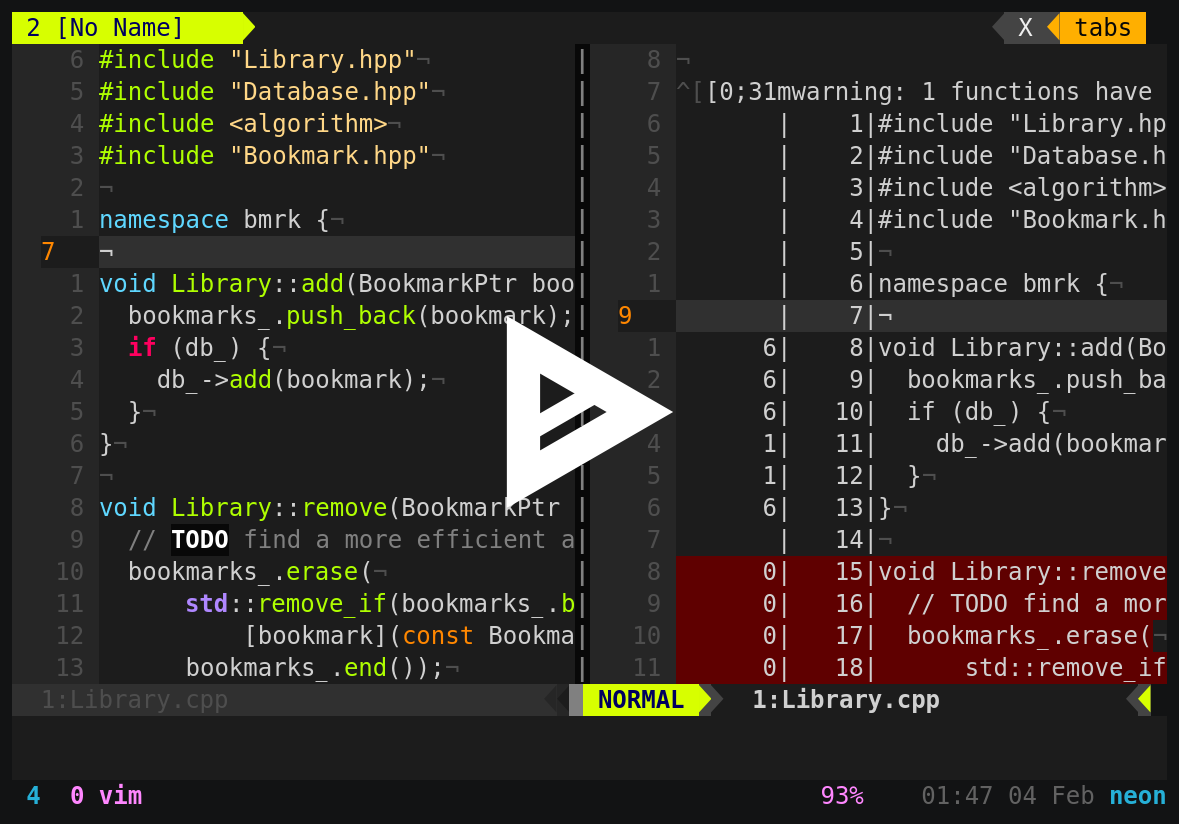 2 [No Name] X tabs
6 #include "Library.hpp"¬
5 #include "Database.hpp"¬
4 #include <algorithm>¬
3 #include "Bookmark.hpp"¬
2 ¬
1 namespace bmrk {¬
7 ¬
1 void Library::add(BookmarkPtr boo
2   bookmarks_.push_back(bookmark);
3   if (db_) {¬
4     db_->add(bookmark);¬
5   }¬
6 }¬
7 ¬
8 void Library::remove(BookmarkPtr
9   // TODO find a more efficient a
10   bookmarks_.erase(¬
11       std::remove_if(bookmarks_.b
12           [bookmark](const Bookma
13       bookmarks_.end());¬
1:Library.cpp
8 ¬
7 ^[[0;31mwarning: 1 functions have
6        |    1|#include "Library.hp
5        |    2|#include "Database.h
4        |    3|#include <algorithm>
3        |    4|#include "Bookmark.h
2        |    5|¬
1        |    6|namespace bmrk {¬
9        |    7|¬
1       6|    8|void Library::add(Bo
2       6|    9|  bookmarks_.push_ba
6|   10|  if (db_) {¬
4       1|   11|    db_->add(bookmar
5       1|   12|  }¬
6       6|   13|}¬
7        |   14|¬
8       0|   15|void Library::remove
9       0|   16|  // TODO find a mor
10       0|   17|  bookmarks_.erase(¬
11       0|   18|      std::remove_if
NORMAL 1:Library.cpp
4 0 vim 93% 01:47 04 Feb neon